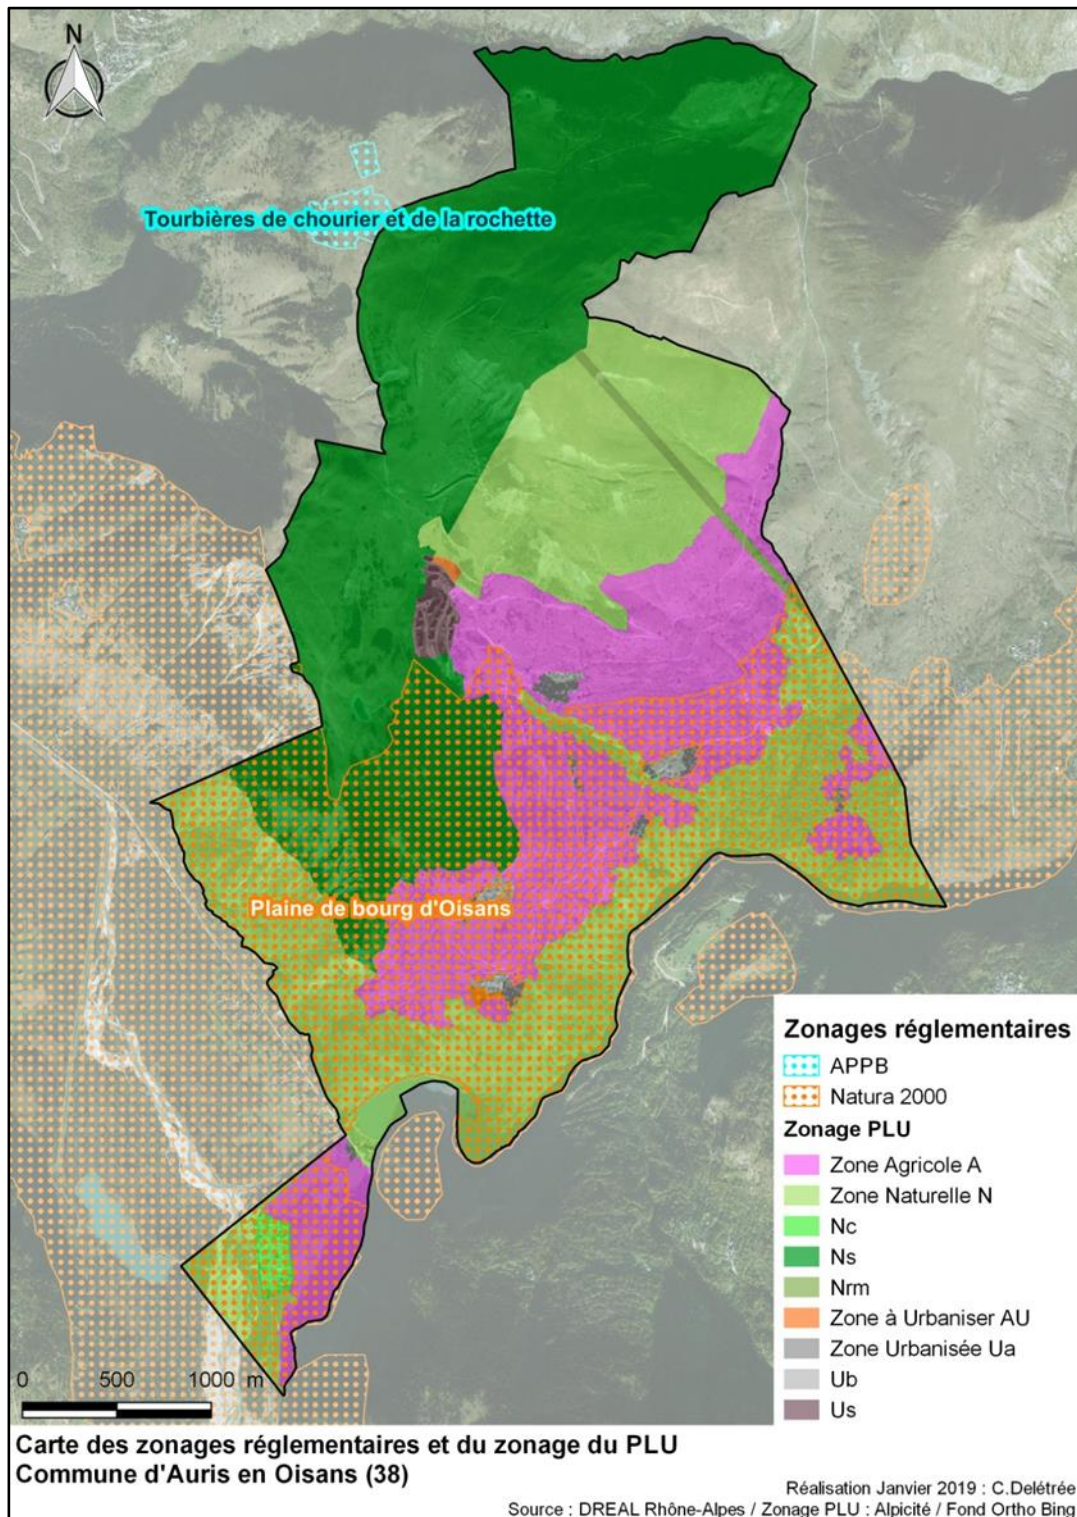 N
Tourbières de chourier et de la rochette
Plaine de bourg d'Oisans
Zonages réglementaires
APPB
Natura 2000
Zonage PLU
Zone Agricole A
Zone Naturelle N
Nc
Ns
Nrm
Zone à Urbaniser AU
Zone Urbanisée Ua
Ub
Us
0 500 1000 m
Carte des zonages réglementaires et du zonage du PLU
Commune d'Auris en Oisans (38)
Réalisation Janvier 2019 : C.Delétrée
Source : DREAL Rhône-Alpes / Zonage PLU : Alpicité / Fond Ortho Bing